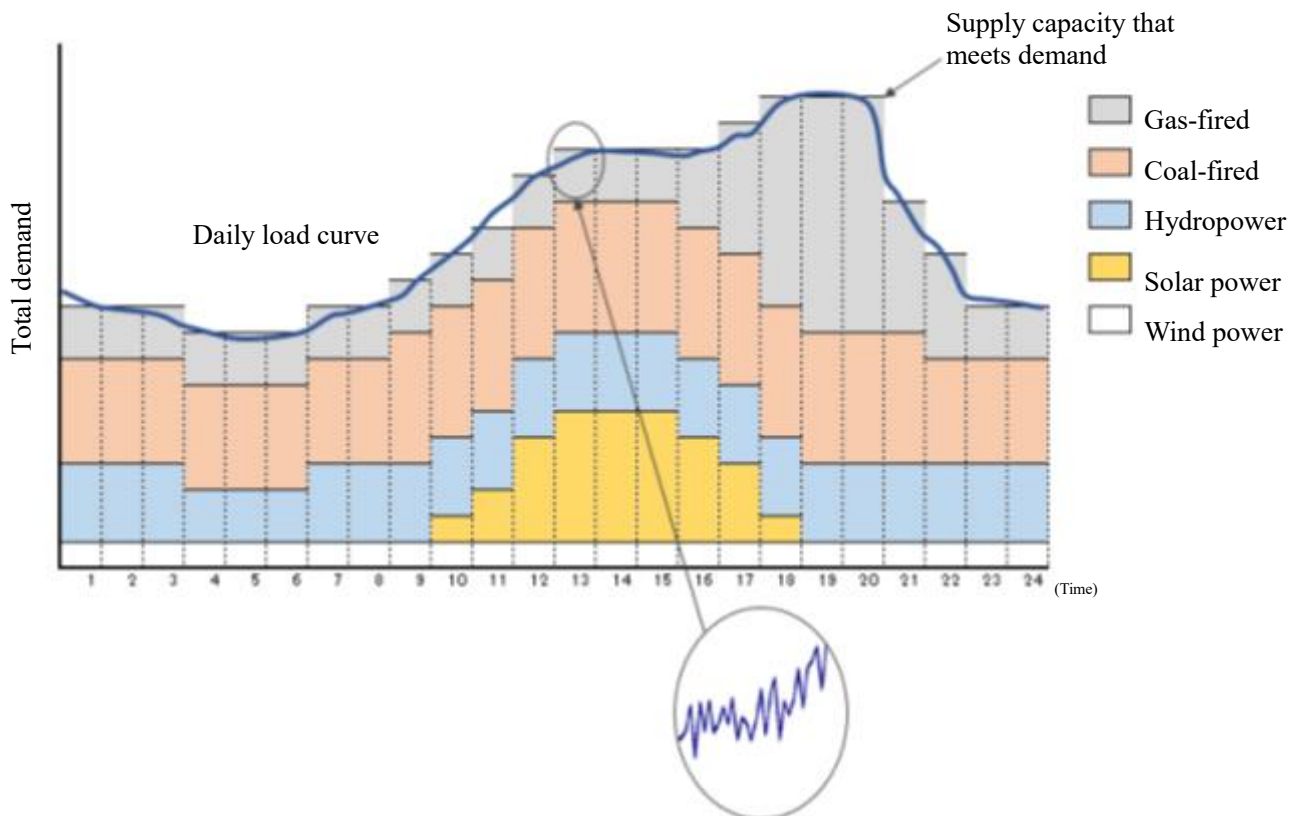 Supply capacity that
meets demand
Gas-fired
Coal-fired
Hydropower
Solar power
Wind power
Daily load curve
Total demand
1 2 3 4 5 6 7 8 9 10 11 12 13 14 15 16 17 18 19 20 21 22 23 24 (Time)